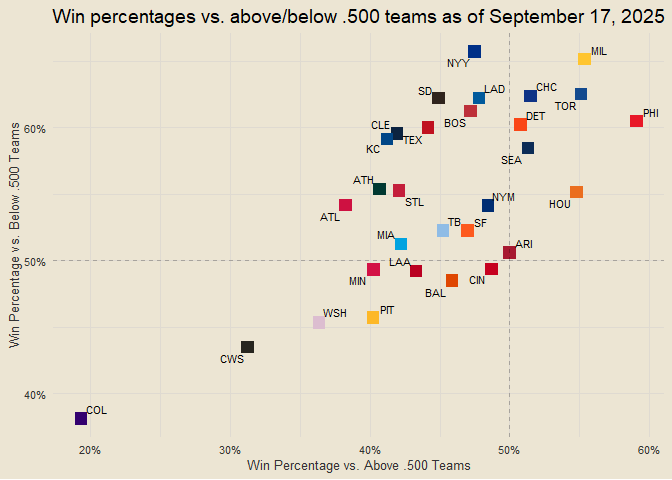 Win percentages vs. above/below .500 teams as of September 17, 2025
NYY
MIL
SD
LAD
CHC
TOR
BOS
DET
PHI
CLE
TEX
KC
SEA
ATH
STL
NYM
HOU
ATL
TB
SF
MIA
ARI
LAA
MIN
CIN
BAL
WSH
PIT
CWS
COL
60%
50%
40%
Win Percentage vs. Below .500 Teams
20%
30%
40%
50%
60%
Win Percentage vs. Above .500 Teams